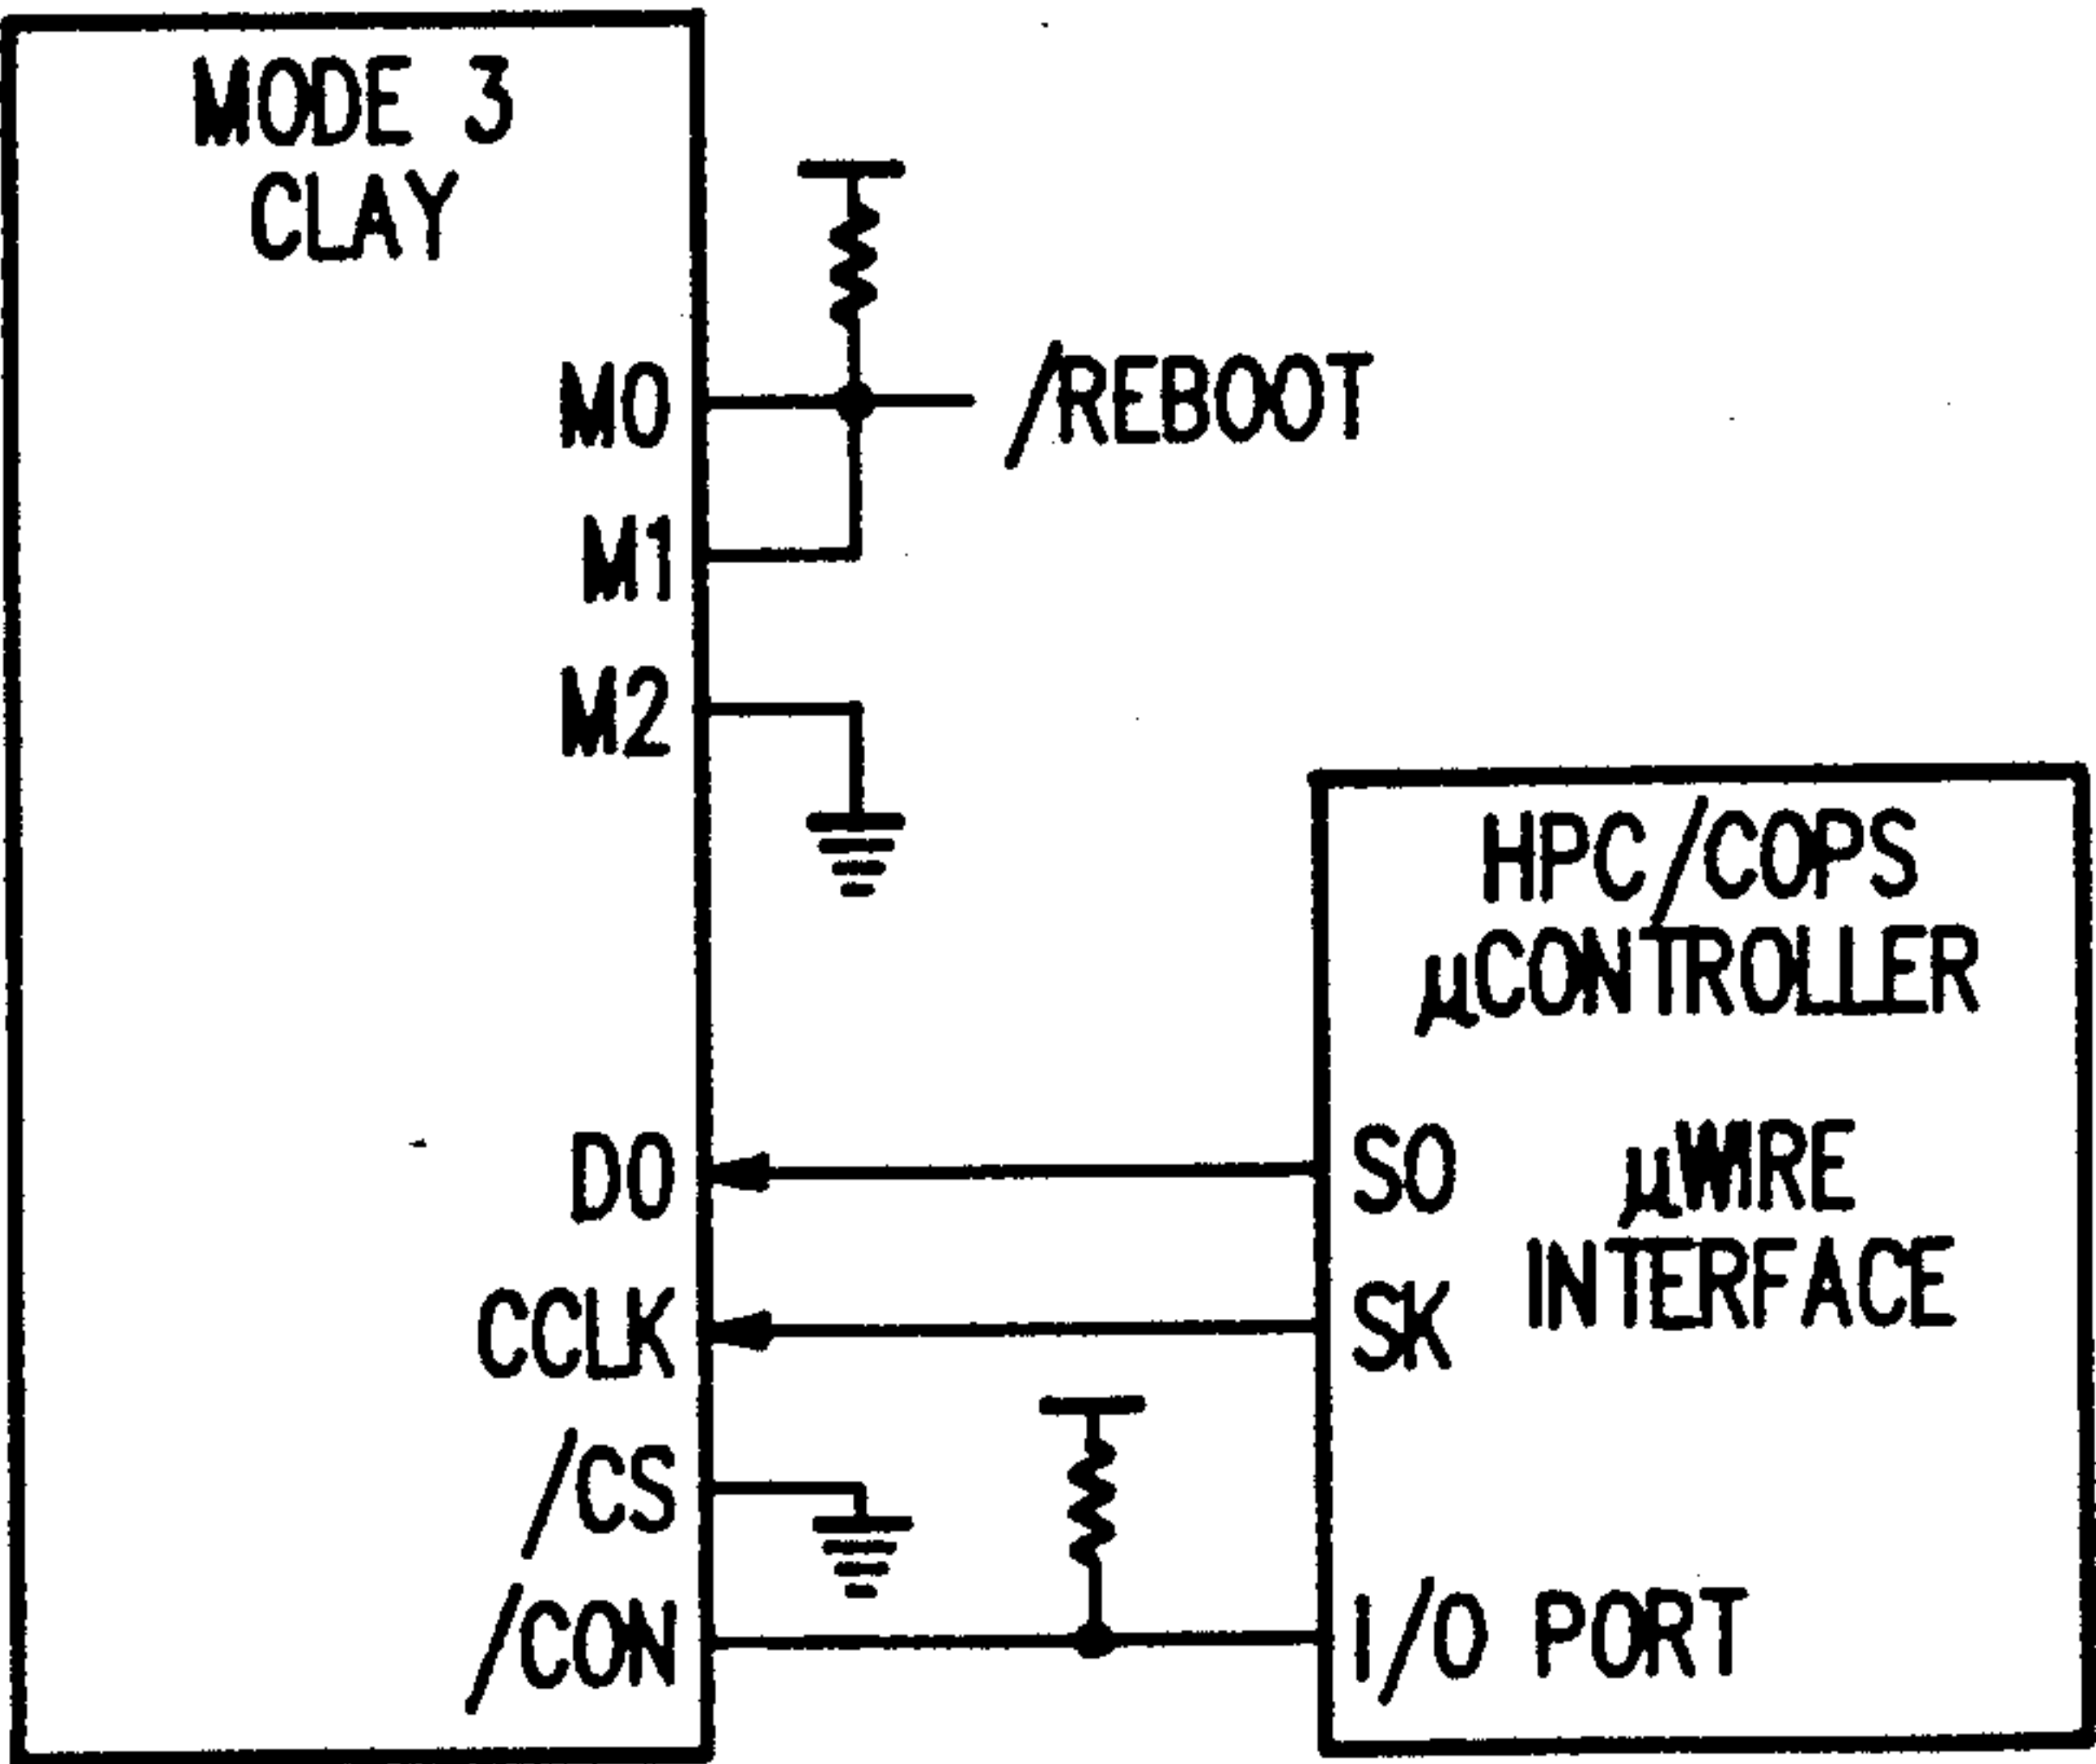 MODE 3
CLAY
M0
/REBOOT
M1
M2
HPC/COPS
μCONTROLLER
D0
SO
μWIRE
INTERFACE
CCLK
SK
/CS
/CON
I/O PORT